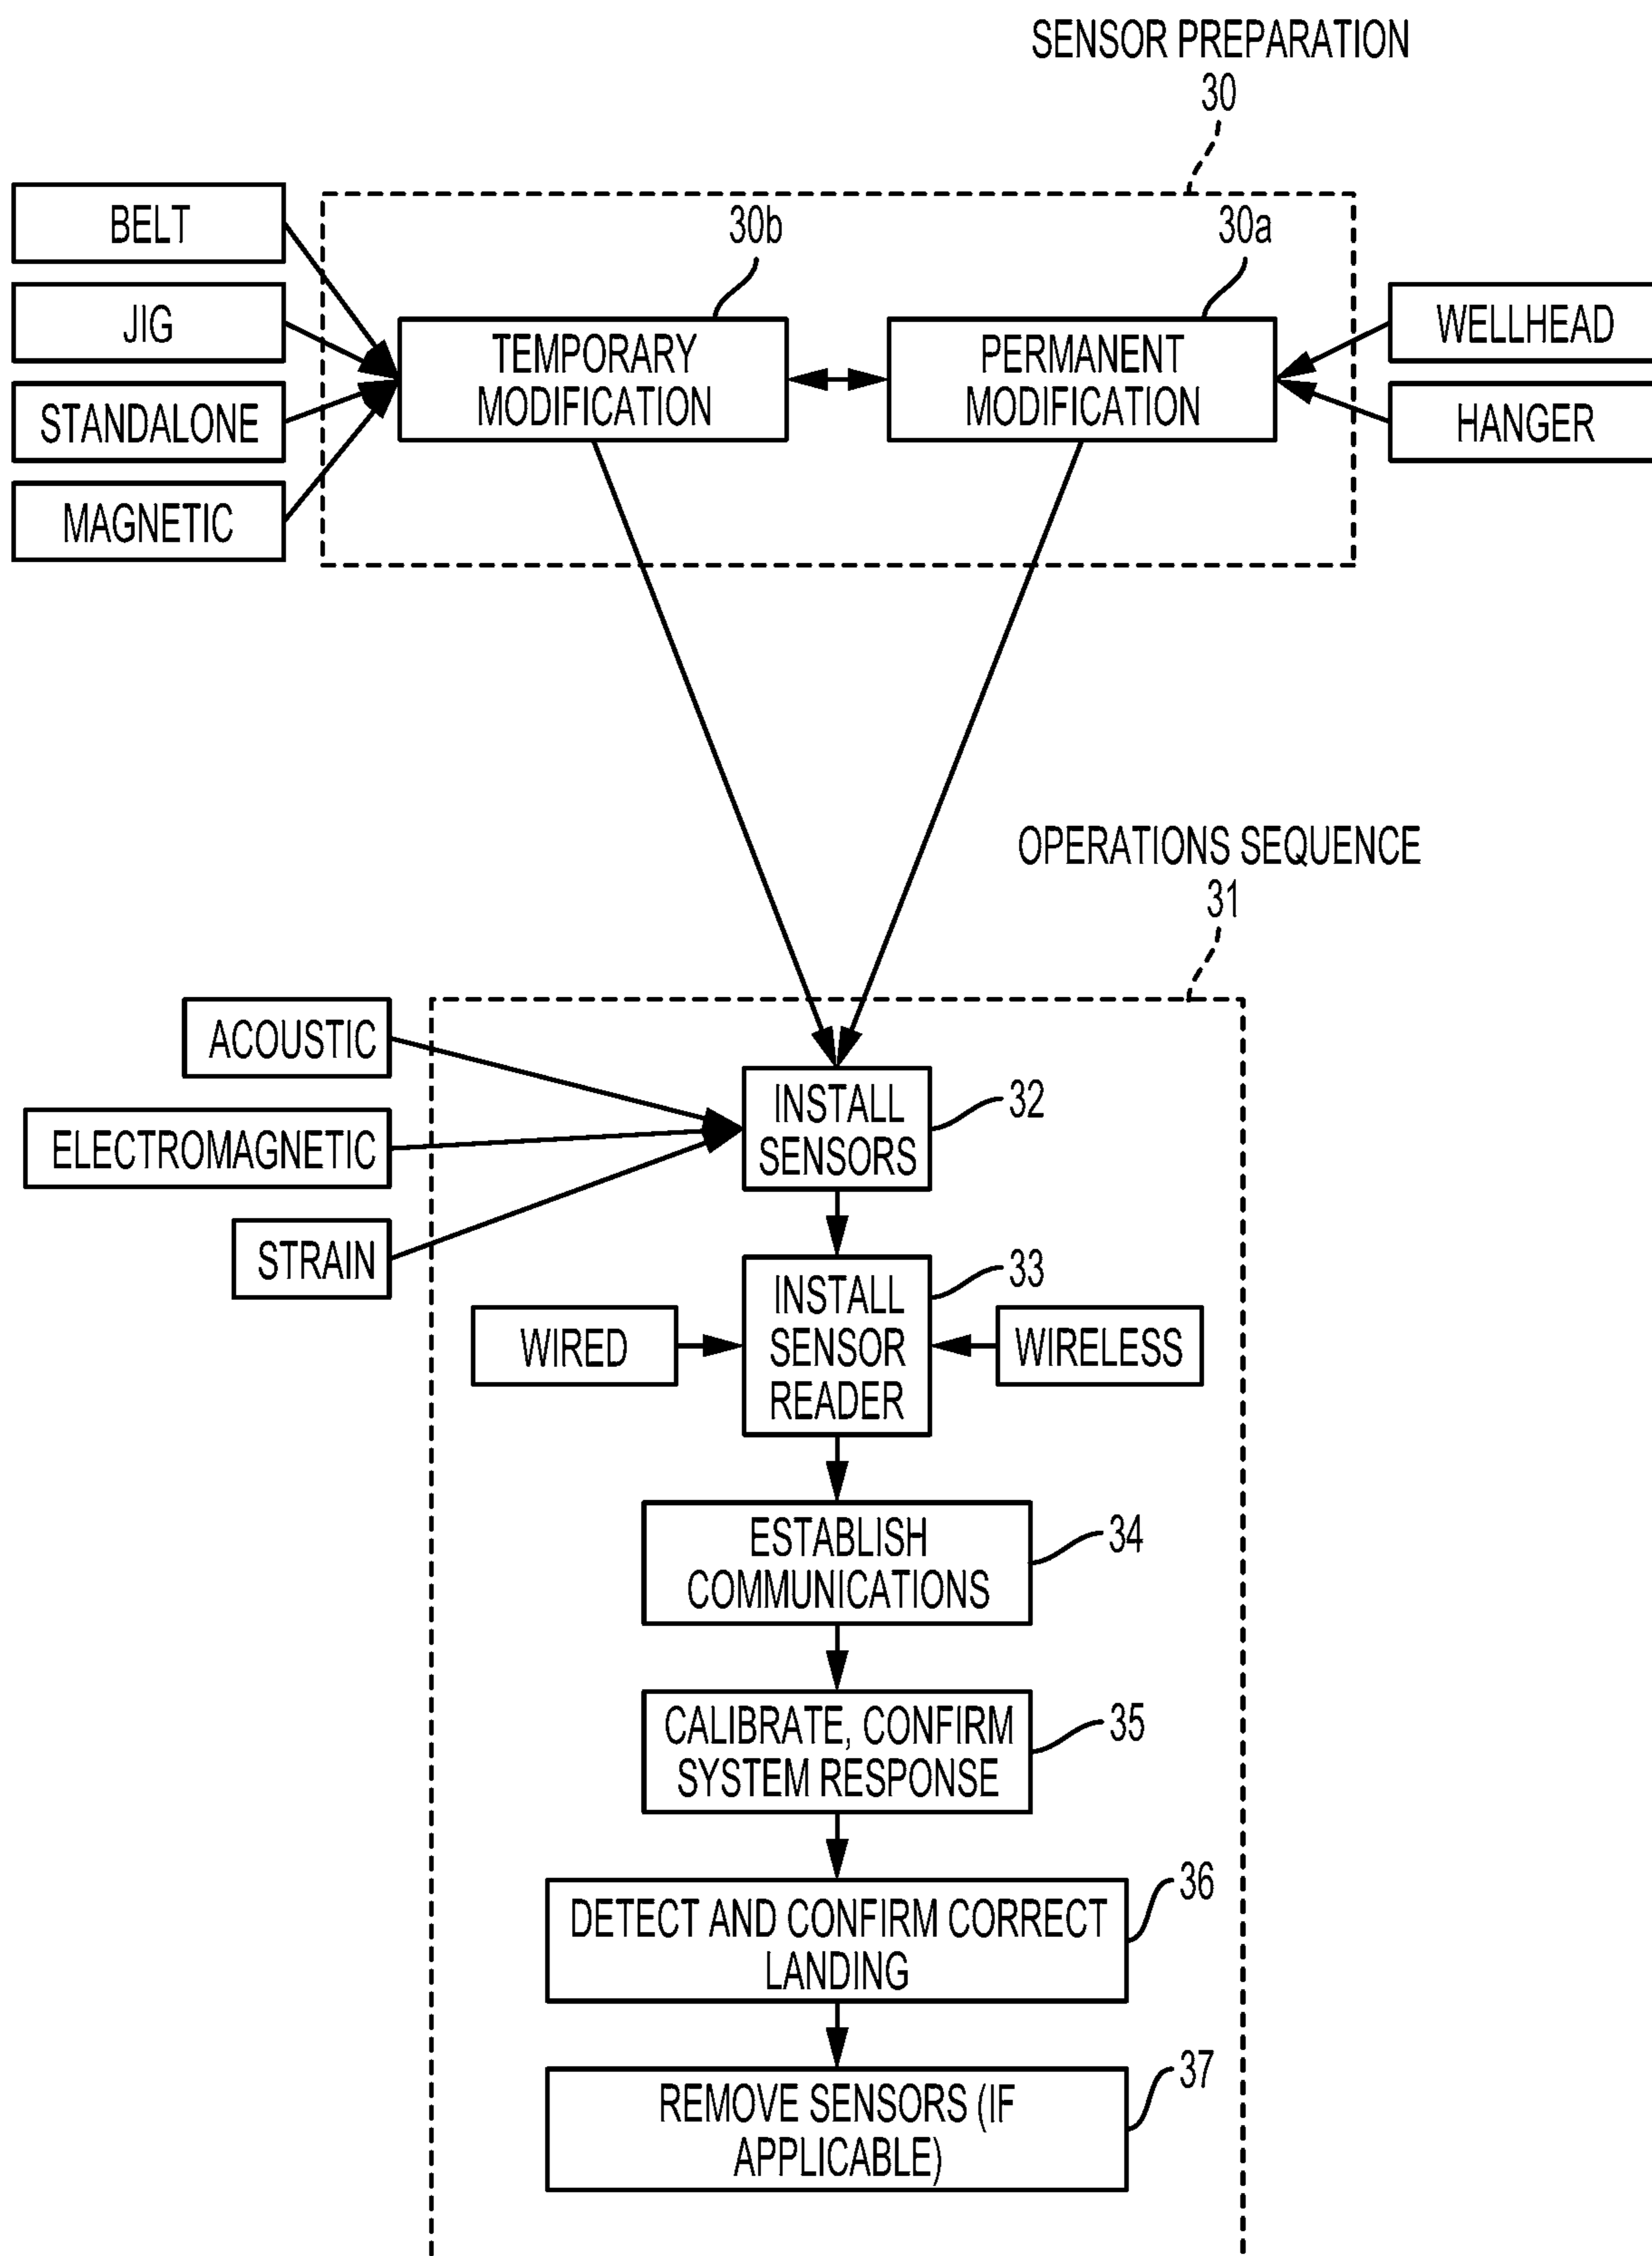 SENSOR PREPARATION
30
BELT
JIG
STANDALONE
MAGNETIC
30b
30a
TEMPORARY
MODIFICATION
PERMANENT
MODIFICATION
WELLHEAD
HANGER
OPERATIONS SEQUENCE
31
ACOUSTIC
ELECTROMAGNETIC
STRAIN
INSTALL
SENSORS
32
WIRED
INSTALL
SENSOR
READER
33
WIRELESS
ESTABLISH
COMMUNICATIONS
34
CALIBRATE, CONFIRM
SYSTEM RESPONSE
35
DETECT AND CONFIRM CORRECT
LANDING
36
REMOVE SENSORS (IF
APPLICABLE)
37